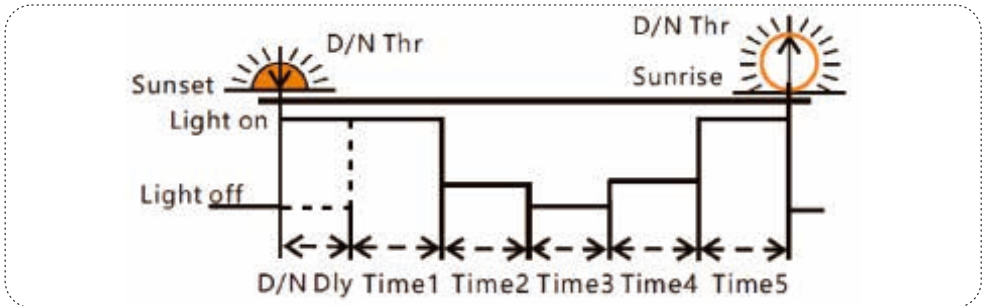 D/N Thr
D/N Thr
Sunset
Sunrise
Light on
Light off
D/N Dly Time1 Time2 Time3 Time4 Time5